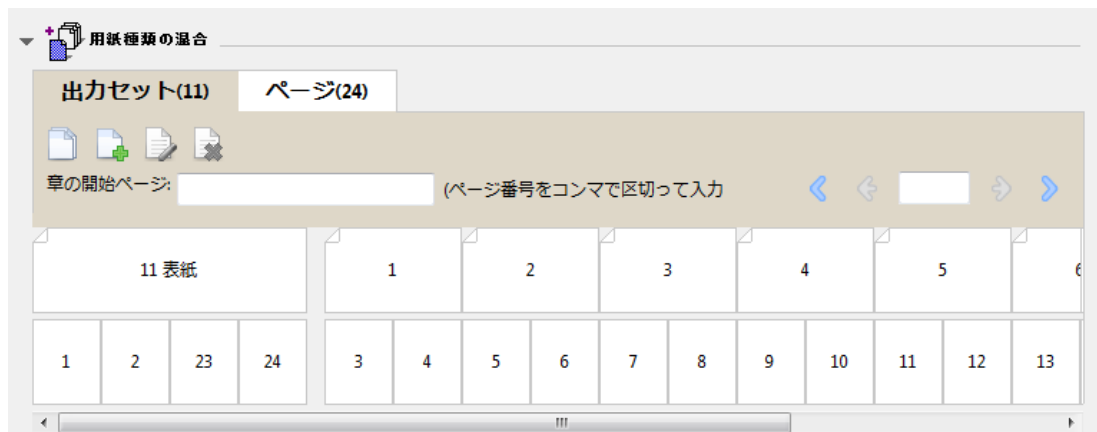 用紙種類の混合
出力セット(11) ページ(24)
章の開始ページ: (ページ番号をコンマで区切って入力
11 表紙 1 2 3 4 5 6
1 2 23 24 3 4 5 6 7 8 9 10 11 12 13